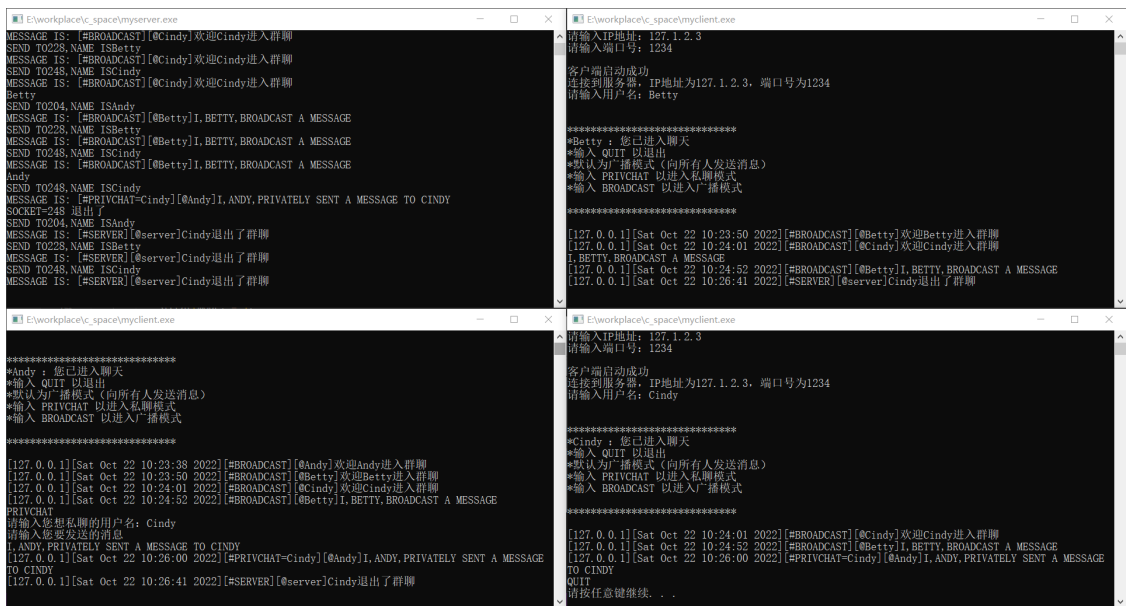 E:\workplace\c_space\myserver.exe
MESSAGE IS: [#BROADCAST][@Cindy]欢迎Cindy进入群聊
SEND TO228,NAME ISBetty
MESSAGE IS: [#BROADCAST][@Cindy]欢迎Cindy进入群聊
SEND TO248,NAME ISCindy
MESSAGE IS: [#BROADCAST][@Cindy]欢迎Cindy进入群聊
Betty
SEND TO204,NAME ISAndy
MESSAGE IS: [#BROADCAST][@Betty]I,BETTY,BROADCAST A MESSAGE
SEND TO228,NAME ISBetty
MESSAGE IS: [#BROADCAST][@Betty]I,BETTY,BROADCAST A MESSAGE
SEND TO248,NAME ISCindy
MESSAGE IS: [#BROADCAST][@Betty]I,BETTY,BROADCAST A MESSAGE
Andy
SEND TO248,NAME ISCindy
MESSAGE IS: [#PRIVCHAT=Cindy][@Andy]I,ANDY,PRIVATELY SENT A MESSAGE TO CINDY
SOCKET=248 退出了
SEND TO204,NAME ISAndy
MESSAGE IS: [#SERVER][@server]Cindy退出了群聊
SEND TO228,NAME ISBetty
MESSAGE IS: [#SERVER][@server]Cindy退出了群聊
SEND TO248,NAME ISCindy
MESSAGE IS: [#SERVER][@server]Cindy退出了群聊
E:\workplace\c_space\myclient.exe
请输入IP地址: 127.1.2.3
请输入端口号: 1234
客户端启动成功
连接到服务器，IP地址为127.1.2.3，端口号为1234
请输入用户名: Betty
*****************************
*Betty : 您已进入聊天
*输入 QUIT 以退出
*默认为广播模式（向所有人发送消息）
*输入 PRIVCHAT 以进入私聊模式
*输入 BROADCAST 以进入广播模式
*****************************
[127.0.0.1][Sat Oct 22 10:23:50 2022][#BROADCAST][@Betty]欢迎Betty进入群聊
[127.0.0.1][Sat Oct 22 10:24:01 2022][#BROADCAST][@Cindy]欢迎Cindy进入群聊
I,BETTY,BROADCAST A MESSAGE
[127.0.0.1][Sat Oct 22 10:24:52 2022][#BROADCAST][@Betty]I,BETTY,BROADCAST A MESSAGE
[127.0.0.1][Sat Oct 22 10:26:41 2022][#SERVER][@server]Cindy退出了群聊
E:\workplace\c_space\myclient.exe
*****************************
*Andy : 您已进入聊天
*输入 QUIT 以退出
*默认为广播模式（向所有人发送消息）
*输入 PRIVCHAT 以进入私聊模式
*输入 BROADCAST 以进入广播模式
*****************************
[127.0.0.1][Sat Oct 22 10:23:38 2022][#BROADCAST][@Andy]欢迎Andy进入群聊
[127.0.0.1][Sat Oct 22 10:23:50 2022][#BROADCAST][@Betty]欢迎Betty进入群聊
[127.0.0.1][Sat Oct 22 10:24:01 2022][#BROADCAST][@Cindy]欢迎Cindy进入群聊
[127.0.0.1][Sat Oct 22 10:24:52 2022][#BROADCAST][@Betty]I,BETTY,BROADCAST A MESSAGE
PRIVCHAT
请输入您想私聊的用户名: Cindy
请输入您要发送的消息
I,ANDY,PRIVATELY SENT A MESSAGE TO CINDY
[127.0.0.1][Sat Oct 22 10:26:00 2022][#PRIVCHAT=Cindy][@Andy]I,ANDY,PRIVATELY SENT A MESSAGE
TO CINDY
[127.0.0.1][Sat Oct 22 10:26:41 2022][#SERVER][@server]Cindy退出了群聊
E:\workplace\c_space\myclient.exe
请输入IP地址: 127.1.2.3
请输入端口号: 1234
客户端启动成功
连接到服务器，IP地址为127.1.2.3，端口号为1234
请输入用户名: Cindy
*****************************
*Cindy : 您已进入聊天
*输入 QUIT 以退出
*默认为广播模式（向所有人发送消息）
*输入 PRIVCHAT 以进入私聊模式
*输入 BROADCAST 以进入广播模式
*****************************
[127.0.0.1][Sat Oct 22 10:24:01 2022][#BROADCAST][@Cindy]欢迎Cindy进入群聊
[127.0.0.1][Sat Oct 22 10:24:52 2022][#BROADCAST][@Betty]I,BETTY,BROADCAST A MESSAGE
[127.0.0.1][Sat Oct 22 10:26:00 2022][#PRIVCHAT=Cindy][@Andy]I,ANDY,PRIVATELY SENT A MESSAGE
TO CINDY
QUIT
请按任意键继续. . .